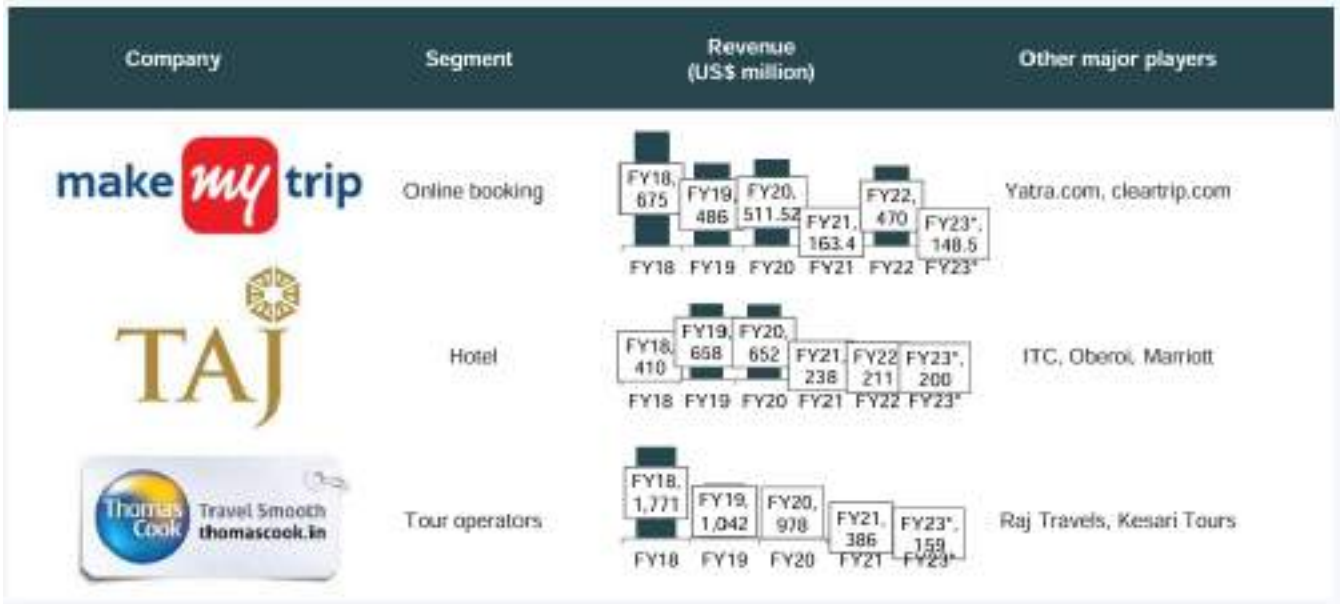 Company
Segment
Revenue
(US$ million)
Other major players
make my trip
Online booking
FY18,
675
FY19,
486
FY20,
511.52
FY21,
163.4
FY22,
470
FY23*,
148.5
FY18 FY19 FY20 FY21 FY22 FY23*
Yatra.com, cleartrip.com
TAJ
Hotel
FY18,
410
FY19,
658
FY20,
652
FY21,
238
FY22
211
FY23*,
200
FY18 FY19 FY20 FY21 FY22 FY23*
ITC, Oberoi, Marriott
Thomas
Cook
Travel Smooth
thomascook.in
Tour operators
FY18,
1,771
FY19,
1,042
FY20,
978
FY21,
386
FY23*,
159
FY18 FY19 FY20 FY21 FY23*
Raj Travels, Kesari Tours